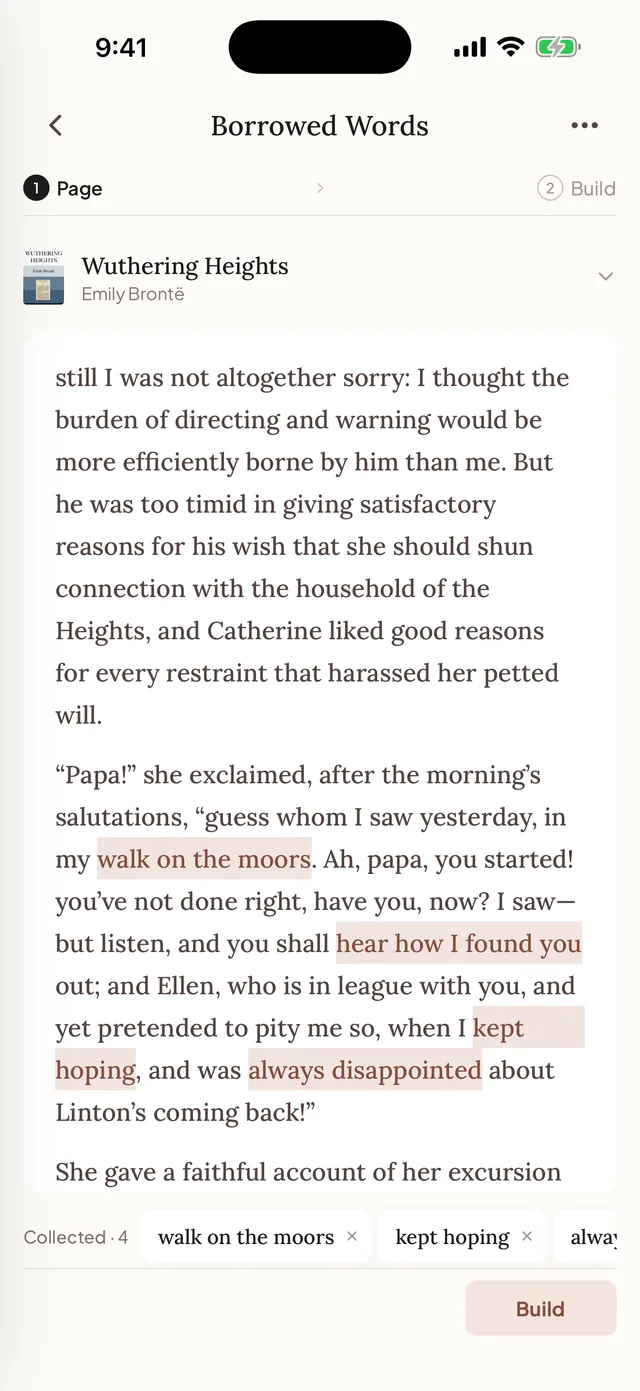 9:41
Borrowed Words
1 Page
2 Build
WUTHERING
HEIGHTS
Emily Brontë
Wuthering Heights
Emily Brontë
still I was not altogether sorry: I thought the
burden of directing and warning would be
more efficiently borne by him than me. But
he was too timid in giving satisfactory
reasons for his wish that she should shun
connection with the household of the
Heights, and Catherine liked good reasons
for every restraint that harassed her petted
will.
“Papa!” she exclaimed, after the morning’s
salutations, “guess whom I saw yesterday, in
my walk on the moors. Ah, papa, you started!
you’ve not done right, have you, now? I saw—
but listen, and you shall hear how I found you
out; and Ellen, who is in league with you, and
yet pretended to pity me so, when I kept
hoping, and was always disappointed about
Linton’s coming back!”
She gave a faithful account of her excursion
Collected · 4 walk on the moors × kept hoping × alway
Build